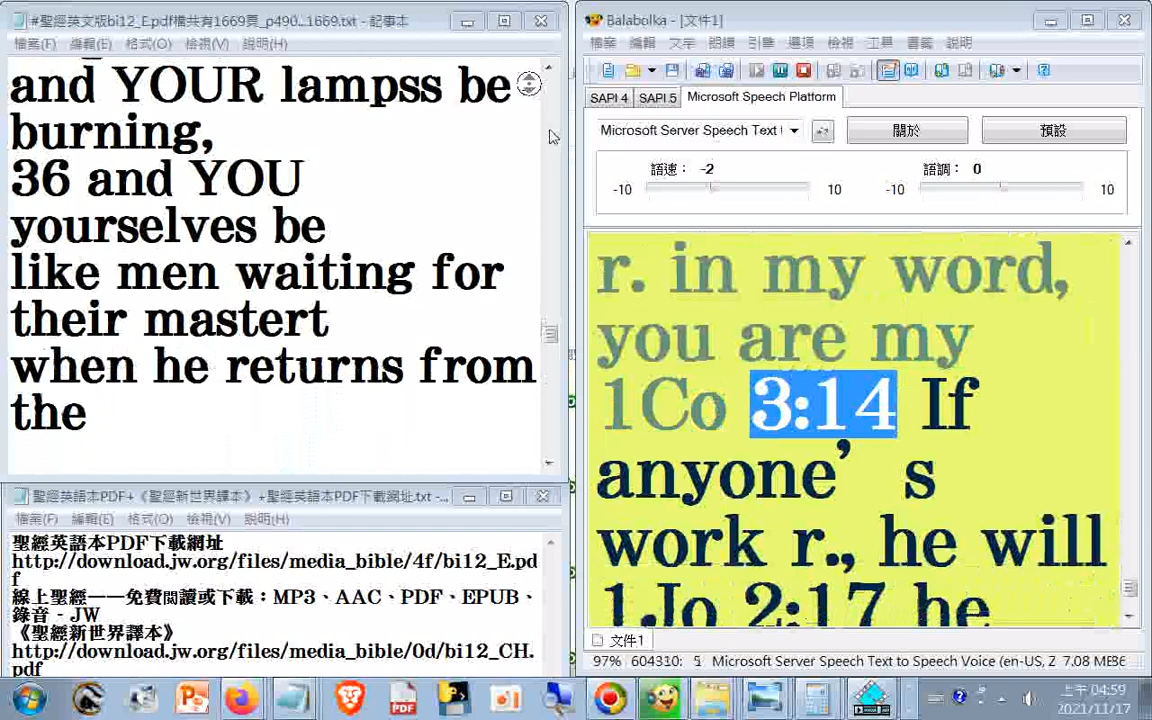 #聖經英文版bi12_E.pdf檔共有1669頁_p490...1669.txt - 記事本
檔案(F) 編輯(E) 格式(O) 檢視(V) 說明(H)
and YOUR lampss be
burning,
36 and YOU
yourselves be
like men waiting for
their mastert
when he returns from
the
聖經英語本PDF+《聖經新世界譯本》+聖經英語本PDF下載網址.txt -...
檔案(F) 編輯(E) 格式(O) 檢視(V) 說明(H)
聖經英語本PDF下載網址
http://download.jw.org/files/media_bible/4f/bi12_E.pd
f
線上聖經——免費閱讀或下載：MP3、AAC、PDF、EPUB、
錄音 - JW
《聖經新世界譯本》
http://download.jw.org/files/media_bible/0d/bi12_CH.
pdf
Balabolka - [文件1]
檔案 編輯 文字 朗讀 引擎 選項 檢視 工具 書籤 說明
SAPI 4 SAPI 5 Microsoft Speech Platform
Microsoft Server Speech Text
關於 預設
語速： -2 語調： 0
-10 10 -10 10
r. in my word,
you are my
1Co 3:14 If
anyone’s
work r., he will
1Jo 2:17 he
文件1
97% 604310: Microsoft Server Speech Text to Speech Voice (en-US, Z 7.08 MB
上午 04:59
2021/11/17